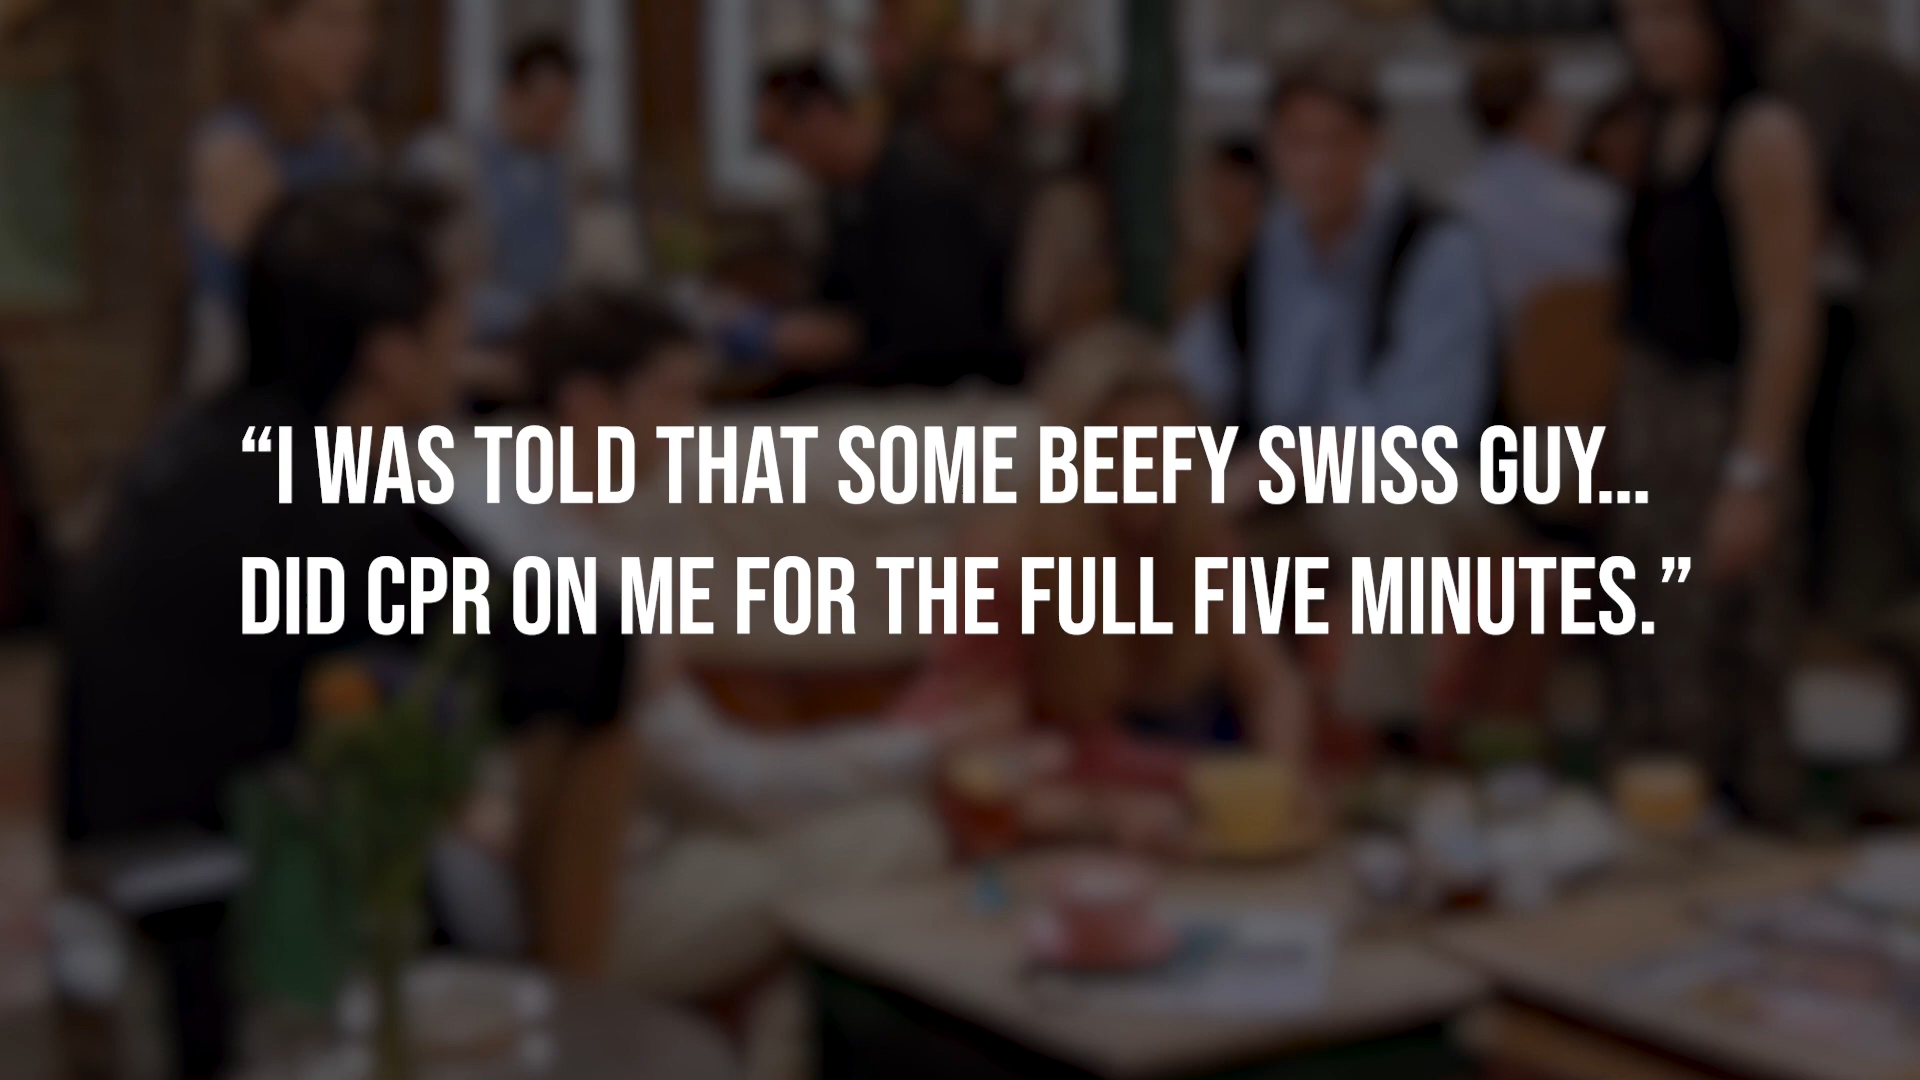 “I WAS TOLD THAT SOME BEEFY SWISS GUY...
DID CPR ON ME FOR THE FULL FIVE MINUTES.”